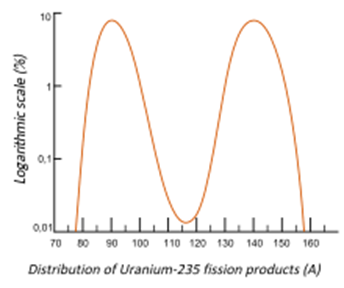 Logarithmic scale (%)
10
1
0,1
0,01
70 80 90 100 110 120 130 140 150 160
Distribution of Uranium-235 fission products (A)